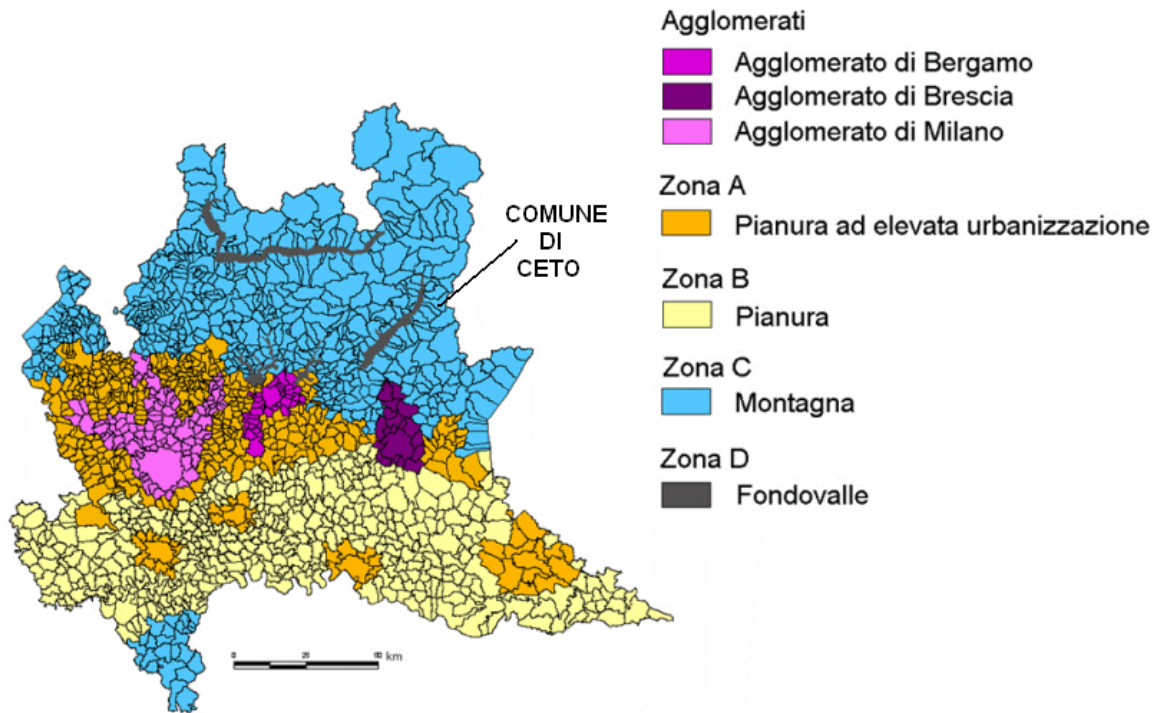 Agglomerati
Agglomerato di Bergamo
Agglomerato di Brescia
Agglomerato di Milano
Zona A
Pianura ad elevata urbanizzazione
Zona B
Pianura
Zona C
Montagna
Zona D
Fondovalle
COMUNE
DI
CETO
0 25 50 km